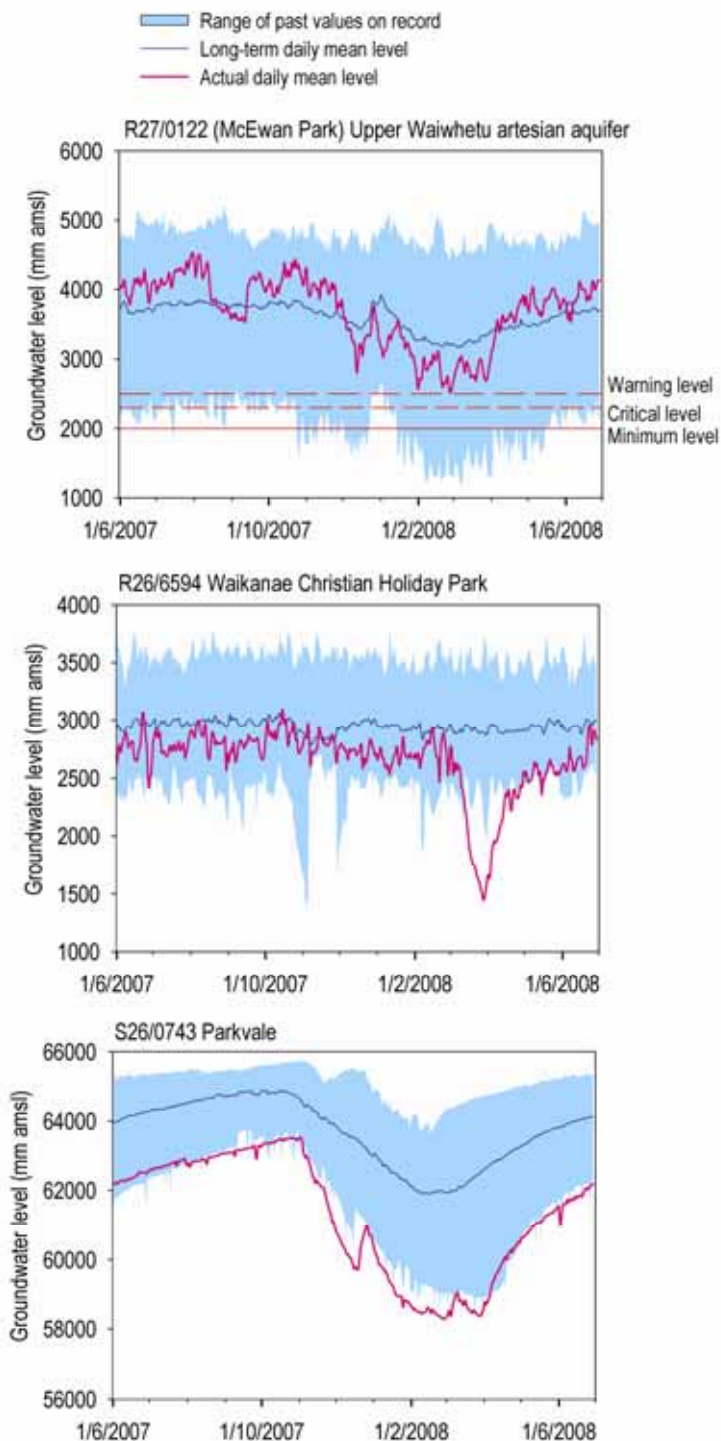 Range of past values on record
Long-term daily mean level
Actual daily mean level
R27/0122 (McEwan Park) Upper Waiwhetu artesian aquifer
Groundwater level (mm amsl)
6000
5000
4000
3000
2000
1000
Warning level
Critical level
Minimum level
1/6/2007
1/10/2007
1/2/2008
1/6/2008
R26/6594 Waikanae Christian Holiday Park
Groundwater level (mm amsl)
4000
3500
3000
2500
2000
1500
1000
1/6/2007
1/10/2007
1/2/2008
1/6/2008
S26/0743 Parkvale
Groundwater level (mm amsl)
66000
64000
62000
60000
58000
56000
1/6/2007
1/10/2007
1/2/2008
1/6/2008